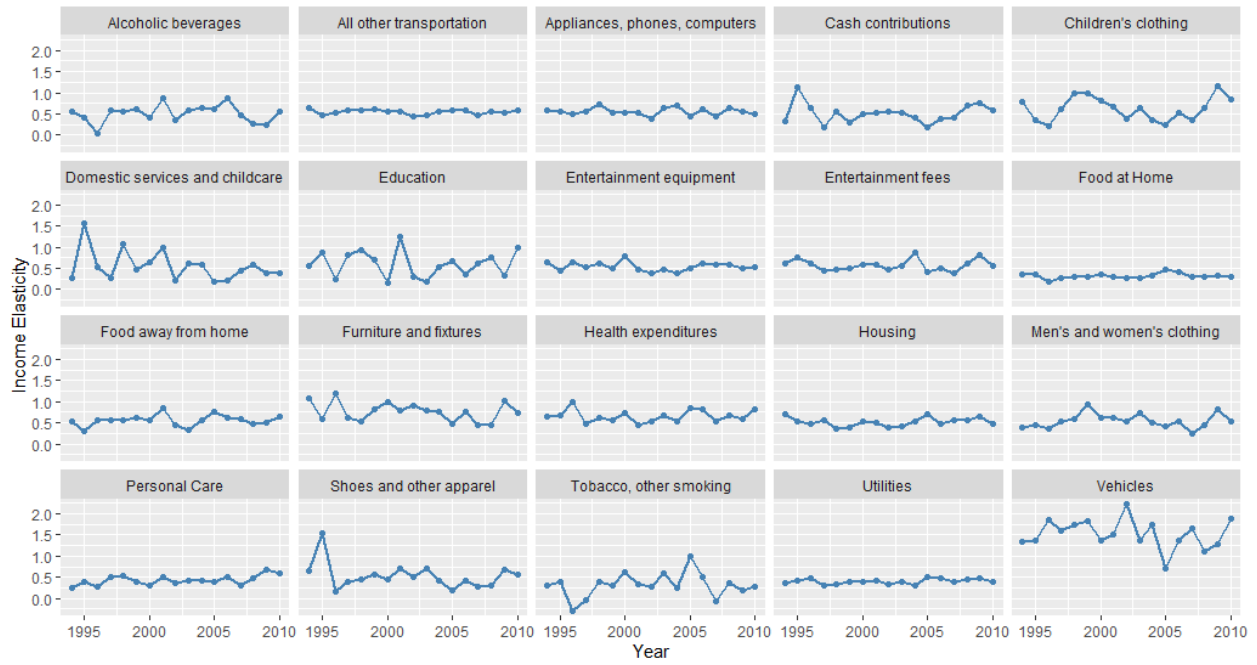 Alcoholic beverages
All other transportation
Appliances, phones, computers
Cash contributions
Children's clothing
2.0
1.5
1.0
0.5
0.0
Domestic services and childcare
Education
Entertainment equipment
Entertainment fees
Food at Home
2.0
1.5
1.0
0.5
0.0
Income Elasticity
Food away from home
Furniture and fixtures
Health expenditures
Housing
Men's and women's clothing
2.0
1.5
1.0
0.5
0.0
Personal Care
Shoes and other apparel
Tobacco, other smoking
Utilities
Vehicles
2.0
1.5
1.0
0.5
0.0
1995 2000 2005 2010
1995 2000 2005 2010
1995 2000 2005 2010
1995 2000 2005 2010
1995 2000 2005 2010
Year